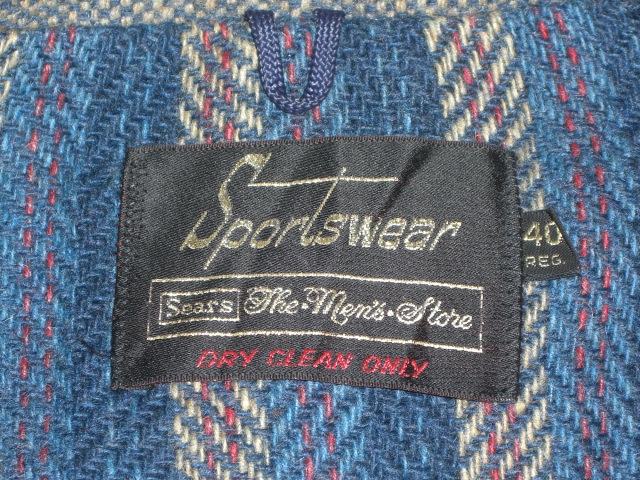 Sportswear
40
REG.
Sears The·Men's·Store
DRY CLEAN ONLY